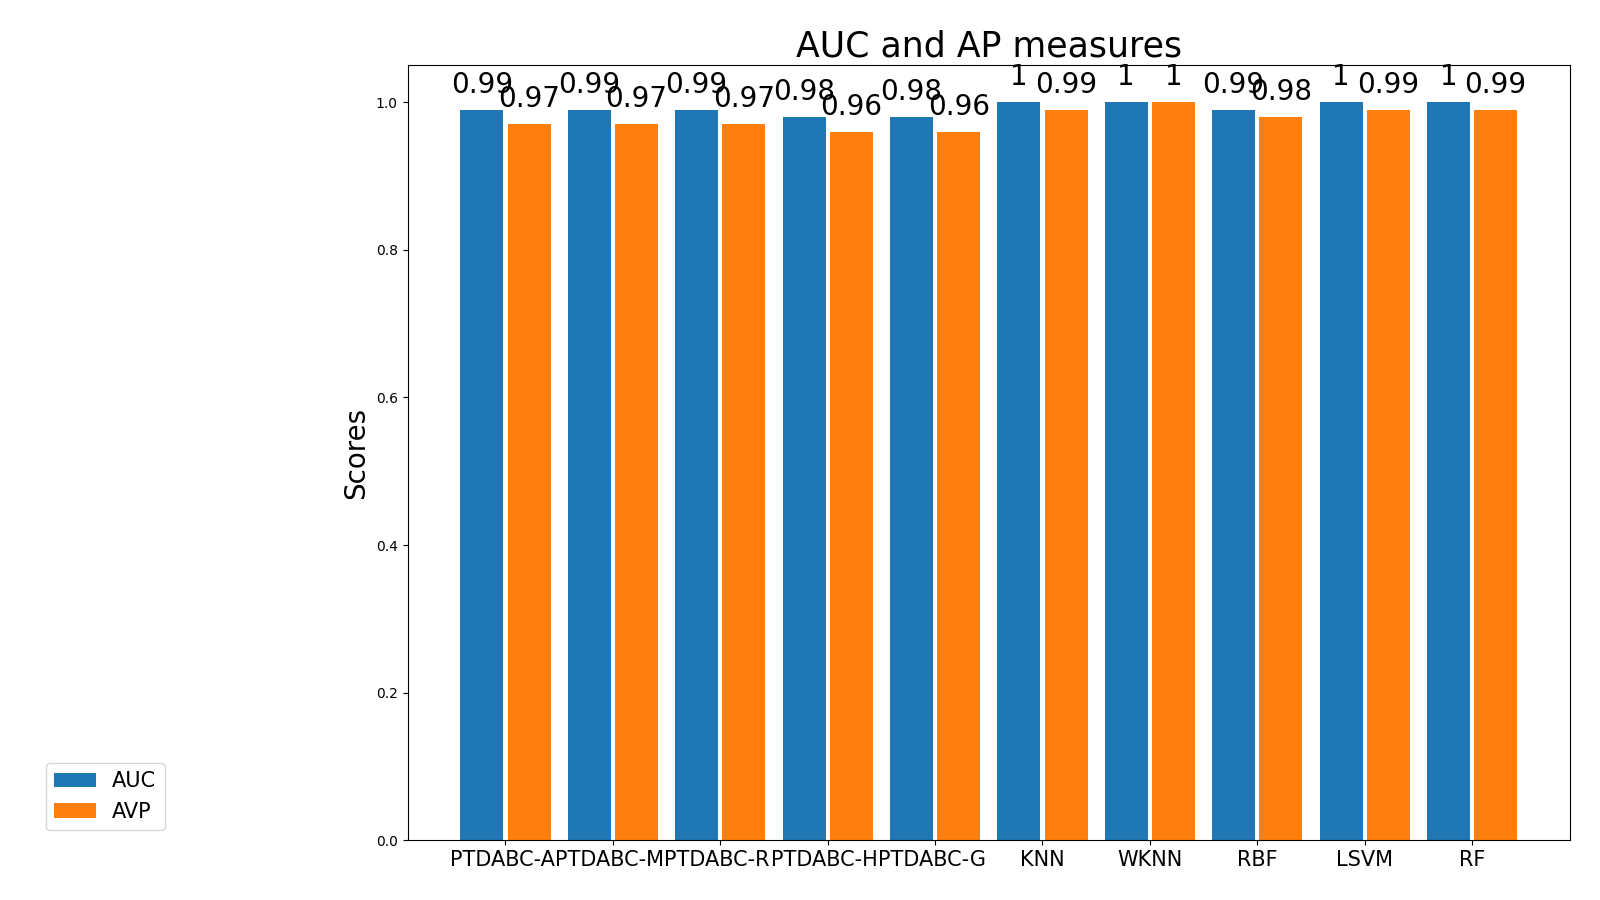 AUC and AP measures
0.99 0.97 0.99 0.97 0.99 0.97 0.98 0.96 0.98 0.96 1 0.99 1 1 0.99 0.98 1 0.99 1 0.99
1.0
0.8
0.6
0.4
0.2
0.0
Scores
AUC
AVP
PTDABC-A PTDABC-M PTDABC-R PTDABC-H PTDABC-G KNN WKNN RBF LSVM RF